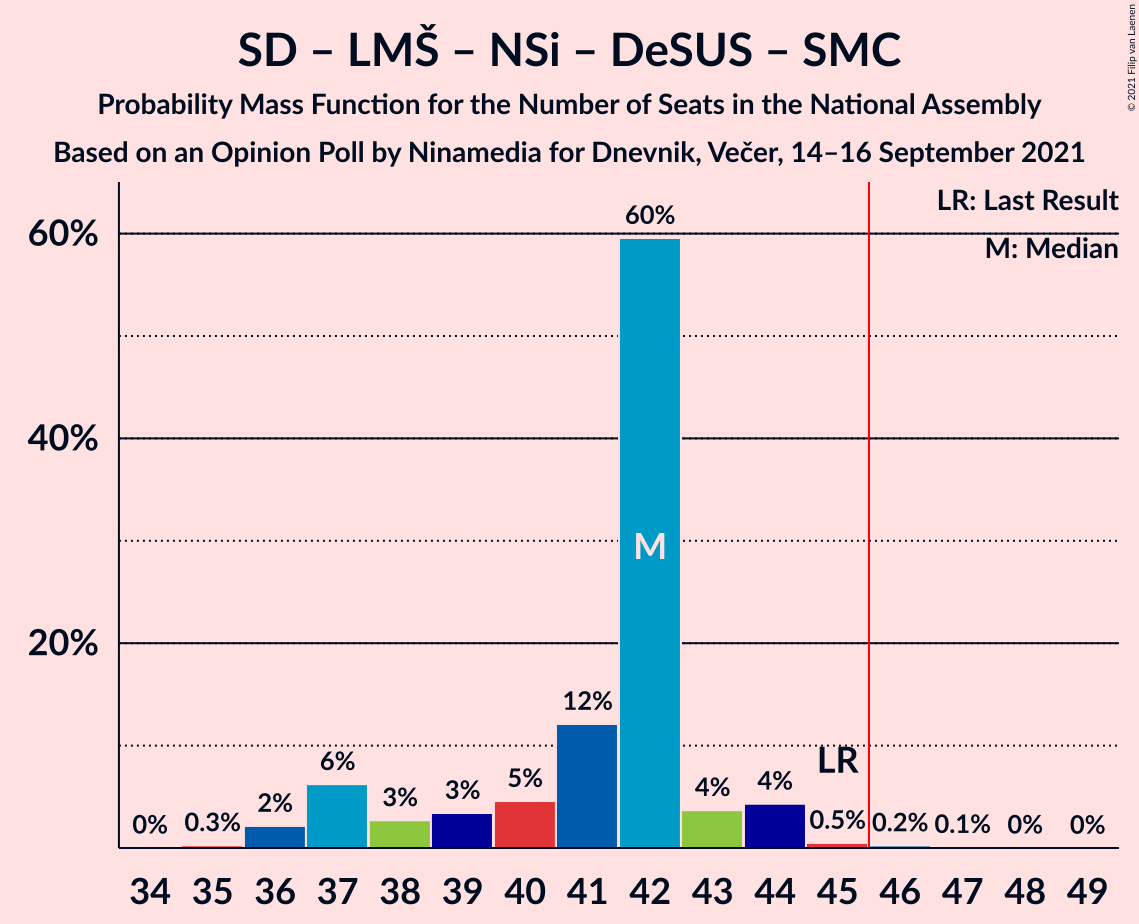 SD – LMŠ – NSi – DeSUS – SMC
Probability Mass Function for the Number of Seats in the National Assembly
Based on an Opinion Poll by Ninamedia for Dnevnik, Večer, 14–16 September 2021
© 2021 Filip van Laenen
LR: Last Result
M: Median
60%
40%
20%
0%
0.3%
2%
6%
3%
3%
5%
12%
60%
4%
4%
0.5%
0.2%
0.1%
0%
0%
M
LR
34 35 36 37 38 39 40 41 42 43 44 45 46 47 48 49